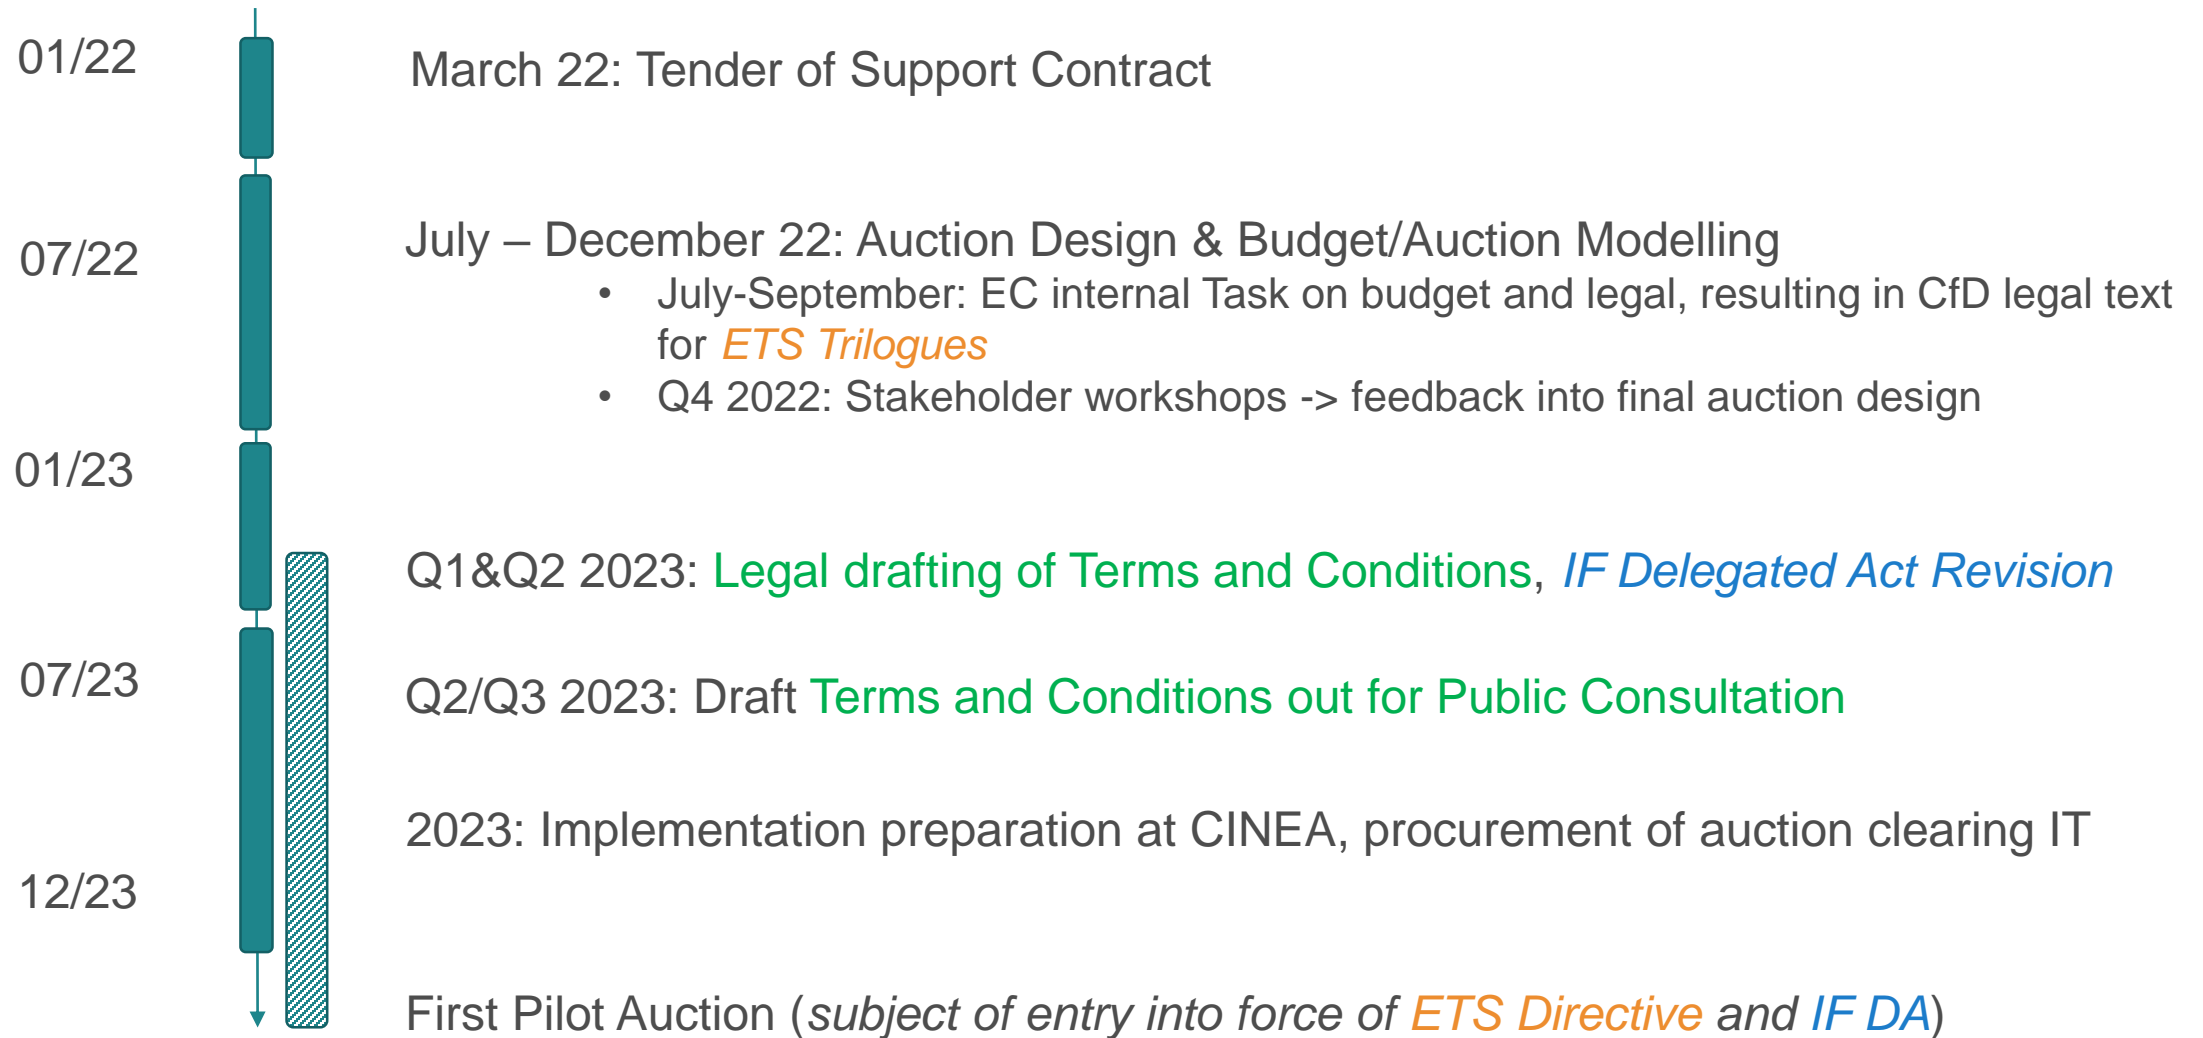 01/22
March 22: Tender of Support Contract
07/22
July – December 22: Auction Design & Budget/Auction Modelling
• July-September: EC internal Task on budget and legal, resulting in CfD legal text
for ETS Trilogues
• Q4 2022: Stakeholder workshops -> feedback into final auction design
01/23
Q1&Q2 2023: Legal drafting of Terms and Conditions, IF Delegated Act Revision
07/23
Q2/Q3 2023: Draft Terms and Conditions out for Public Consultation
2023: Implementation preparation at CINEA, procurement of auction clearing IT
12/23
First Pilot Auction (subject of entry into force of ETS Directive and IF DA)